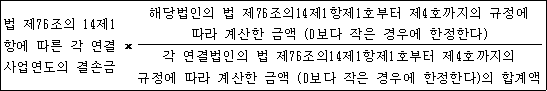 법 제76조의 14제1
항에 따른 각 연결
사업연도의 결손금
×
해당법인의 법 제76조의14제1항제1호부터 제4호까지의 규정에
따라 계산한 금액 (0보다 작은 경우에 한정한다)
각 연결법인의 법 제76조의14제1항제1호부터 제4호까지의
규정에 따라 계산한 금액 (0보다 작은 경우에 한정한다)의 합계액